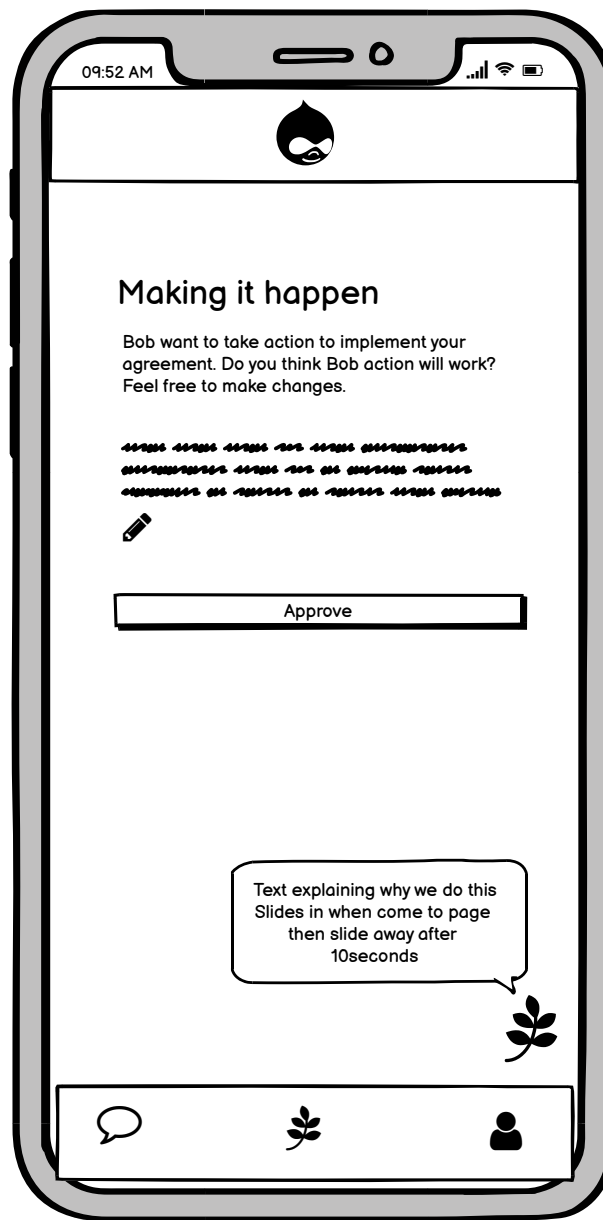 09:52 AM
Making it happen
Bob want to take action to implement your
agreement. Do you think Bob action will work?
Feel free to make changes.
Approve
Text explaining why we do this
Slides in when come to page
then slide away after
10seconds